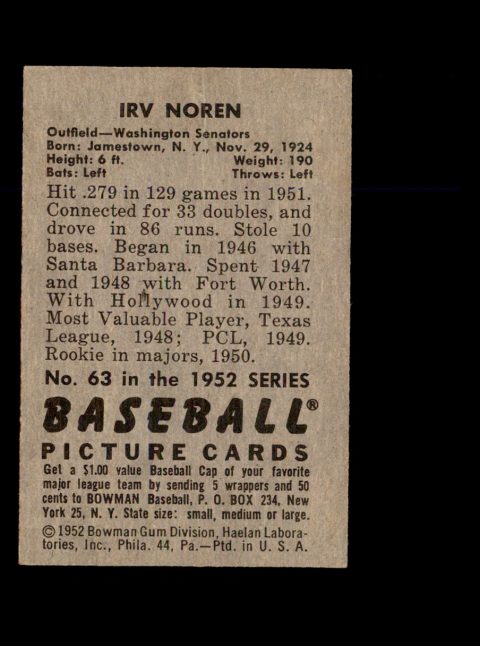 IRV NOREN
Outfield—Washington Senators
Born: Jamestown, N. Y., Nov. 29, 1924
Height: 6 ft. Weight: 190
Bats: Left Throws: Left
Hit .279 in 129 games in 1951.
Connected for 33 doubles, and
drove in 86 runs. Stole 10
bases. Began in 1946 with
Santa Barbara. Spent 1947
and 1948 with Fort Worth.
With Hollywood in 1949.
Most Valuable Player, Texas
League, 1948; PCL, 1949.
Rookie in majors, 1950.
No. 63 in the 1952 SERIES
BASEBALL®
PICTURE CARDS
Get a $1.00 value Baseball Cap of your favorite
major league team by sending 5 wrappers and 50
cents to BOWMAN Baseball, P. O. BOX 234, New
York 25, N. Y. State size: small, medium or large.
©1952 Bowman Gum Division, Haelan Labora-
tories, Inc., Phila. 44, Pa.—Ptd. in U. S. A.